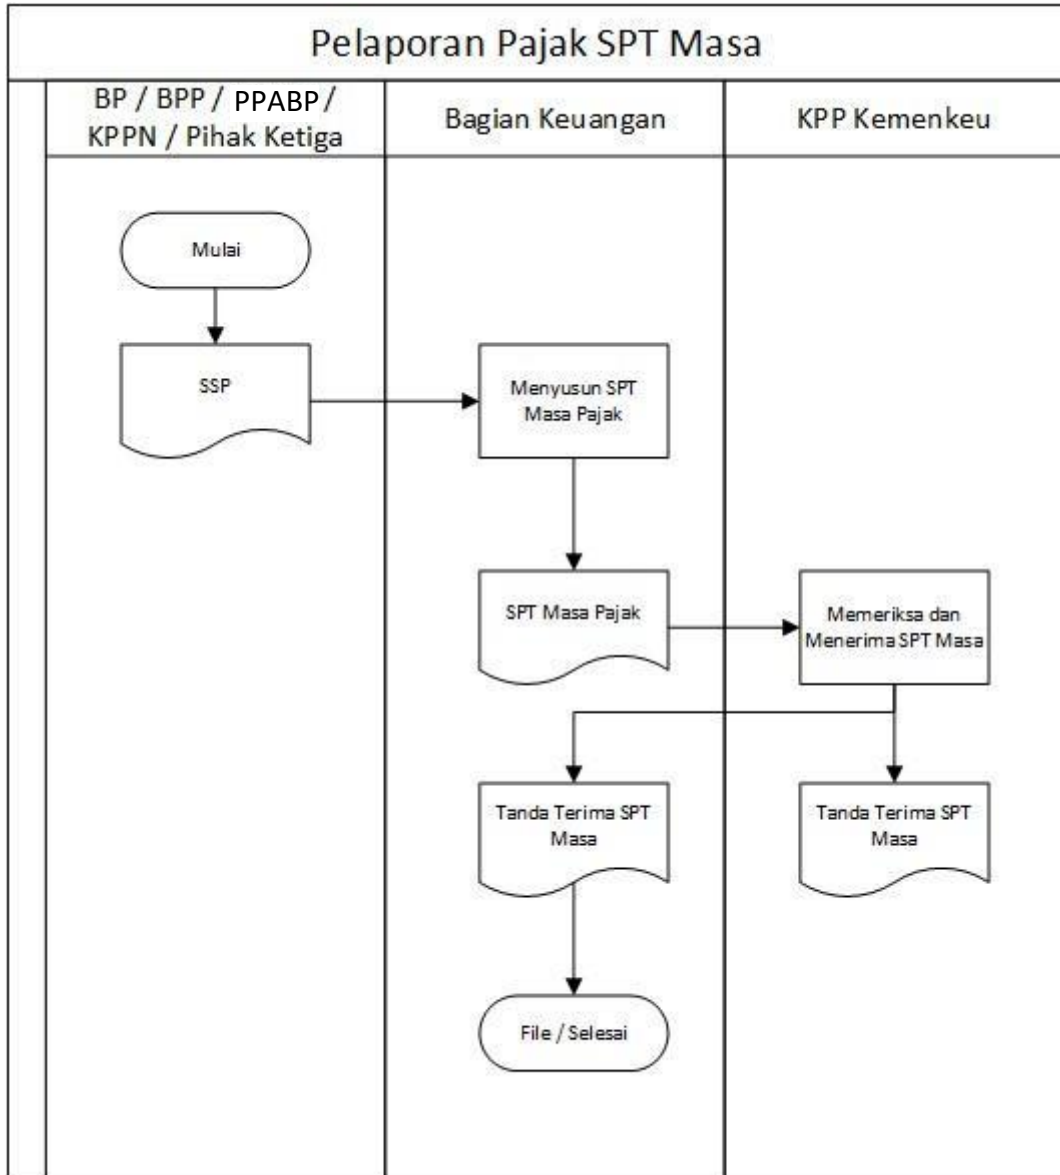 Pelaporan Pajak SPT Masa
BP / BPP / PPABP /
KPPN / Pihak Ketiga
Bagian Keuangan
KPP Kemenkeu
Mulai
SSP
Menyusun SPT
Masa Pajak
SPT Masa Pajak
Memeriksa dan
Menerima SPT Masa
Tanda Terima SPT
Masa
Tanda Terima SPT
Masa
File / Selesai